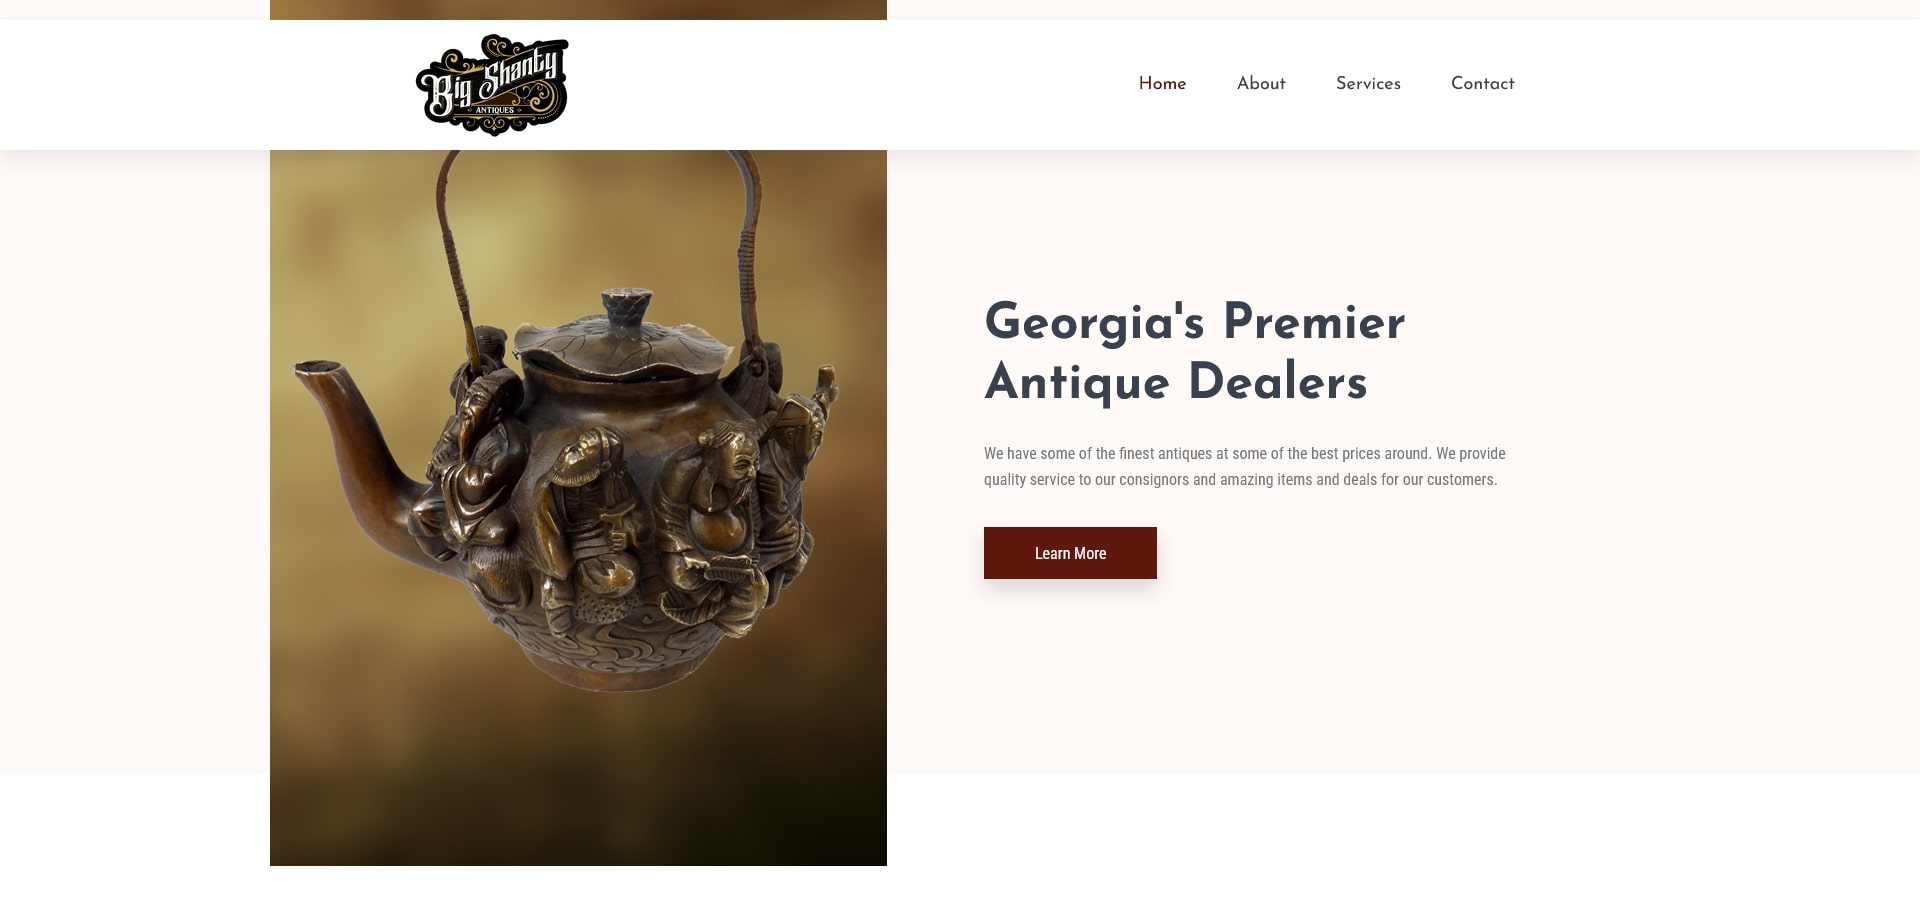 Big Shanty
ANTIQUES
Home
About
Services
Contact
Georgia's Premier
Antique Dealers
We have some of the finest antiques at some of the best prices around. We provide
quality service to our consignors and amazing items and deals for our customers.
Learn More